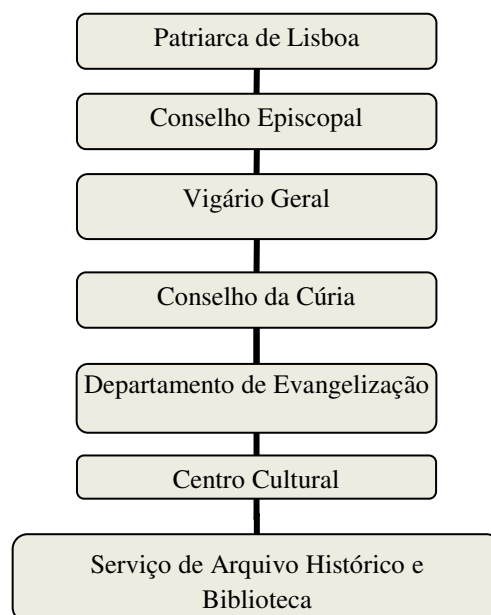 Patriarca de Lisboa
Conselho Episcopal
Vigário Geral
Conselho da Cúria
Departamento de Evangelização
Centro Cultural
Serviço de Arquivo Histórico e
Biblioteca